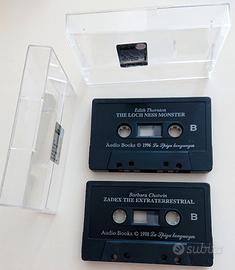 Edith Thornton
THE LOCH NESS MONSTER
B
Audio Books © 1996 La Spiga languages
Barbara Chatwin
ZADEX THE EXTRATERRESTRIAL
B
Audio Books © 1998 La Spiga languages
subito